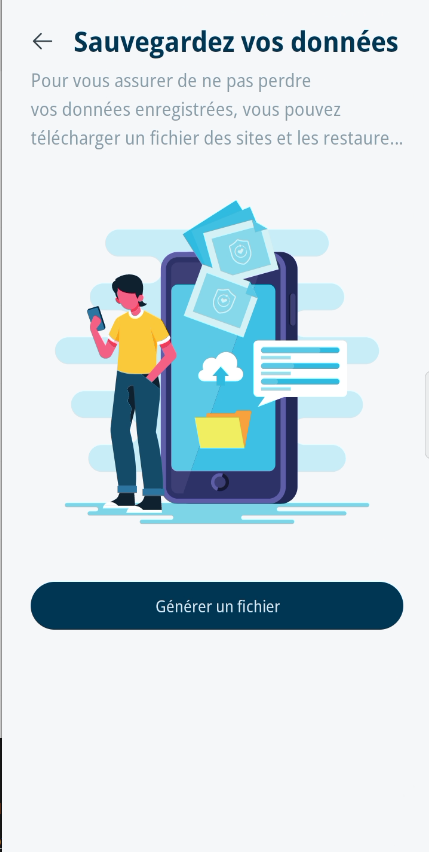 Sauvegardez vos données
Pour vous assurer de ne pas perdre
vos données enregistrées, vous pouvez
télécharger un fichier des sites et les restaure...
Générer un fichier